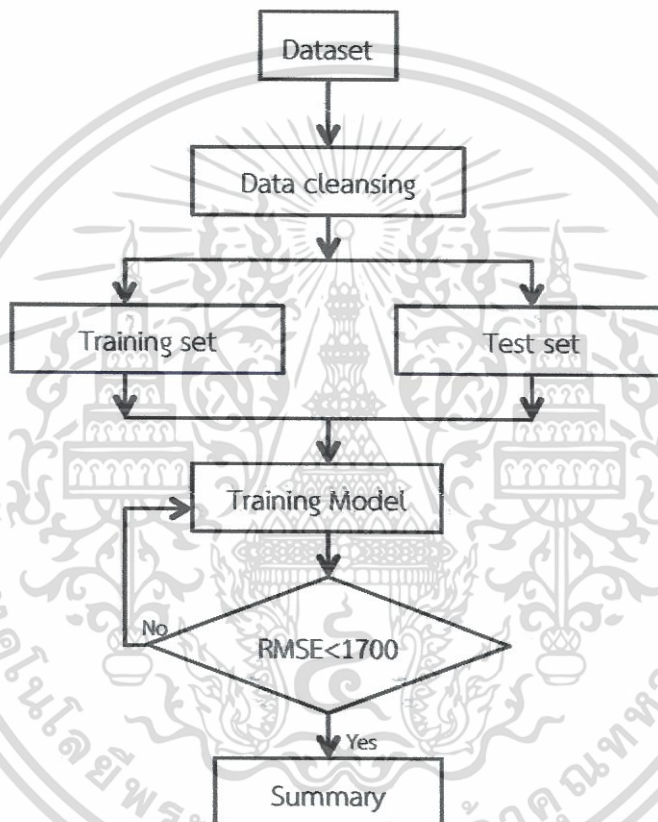 Dataset
Data cleansing
Training set
Test set
Training Model
No
RMSE<1700
Yes
Summary